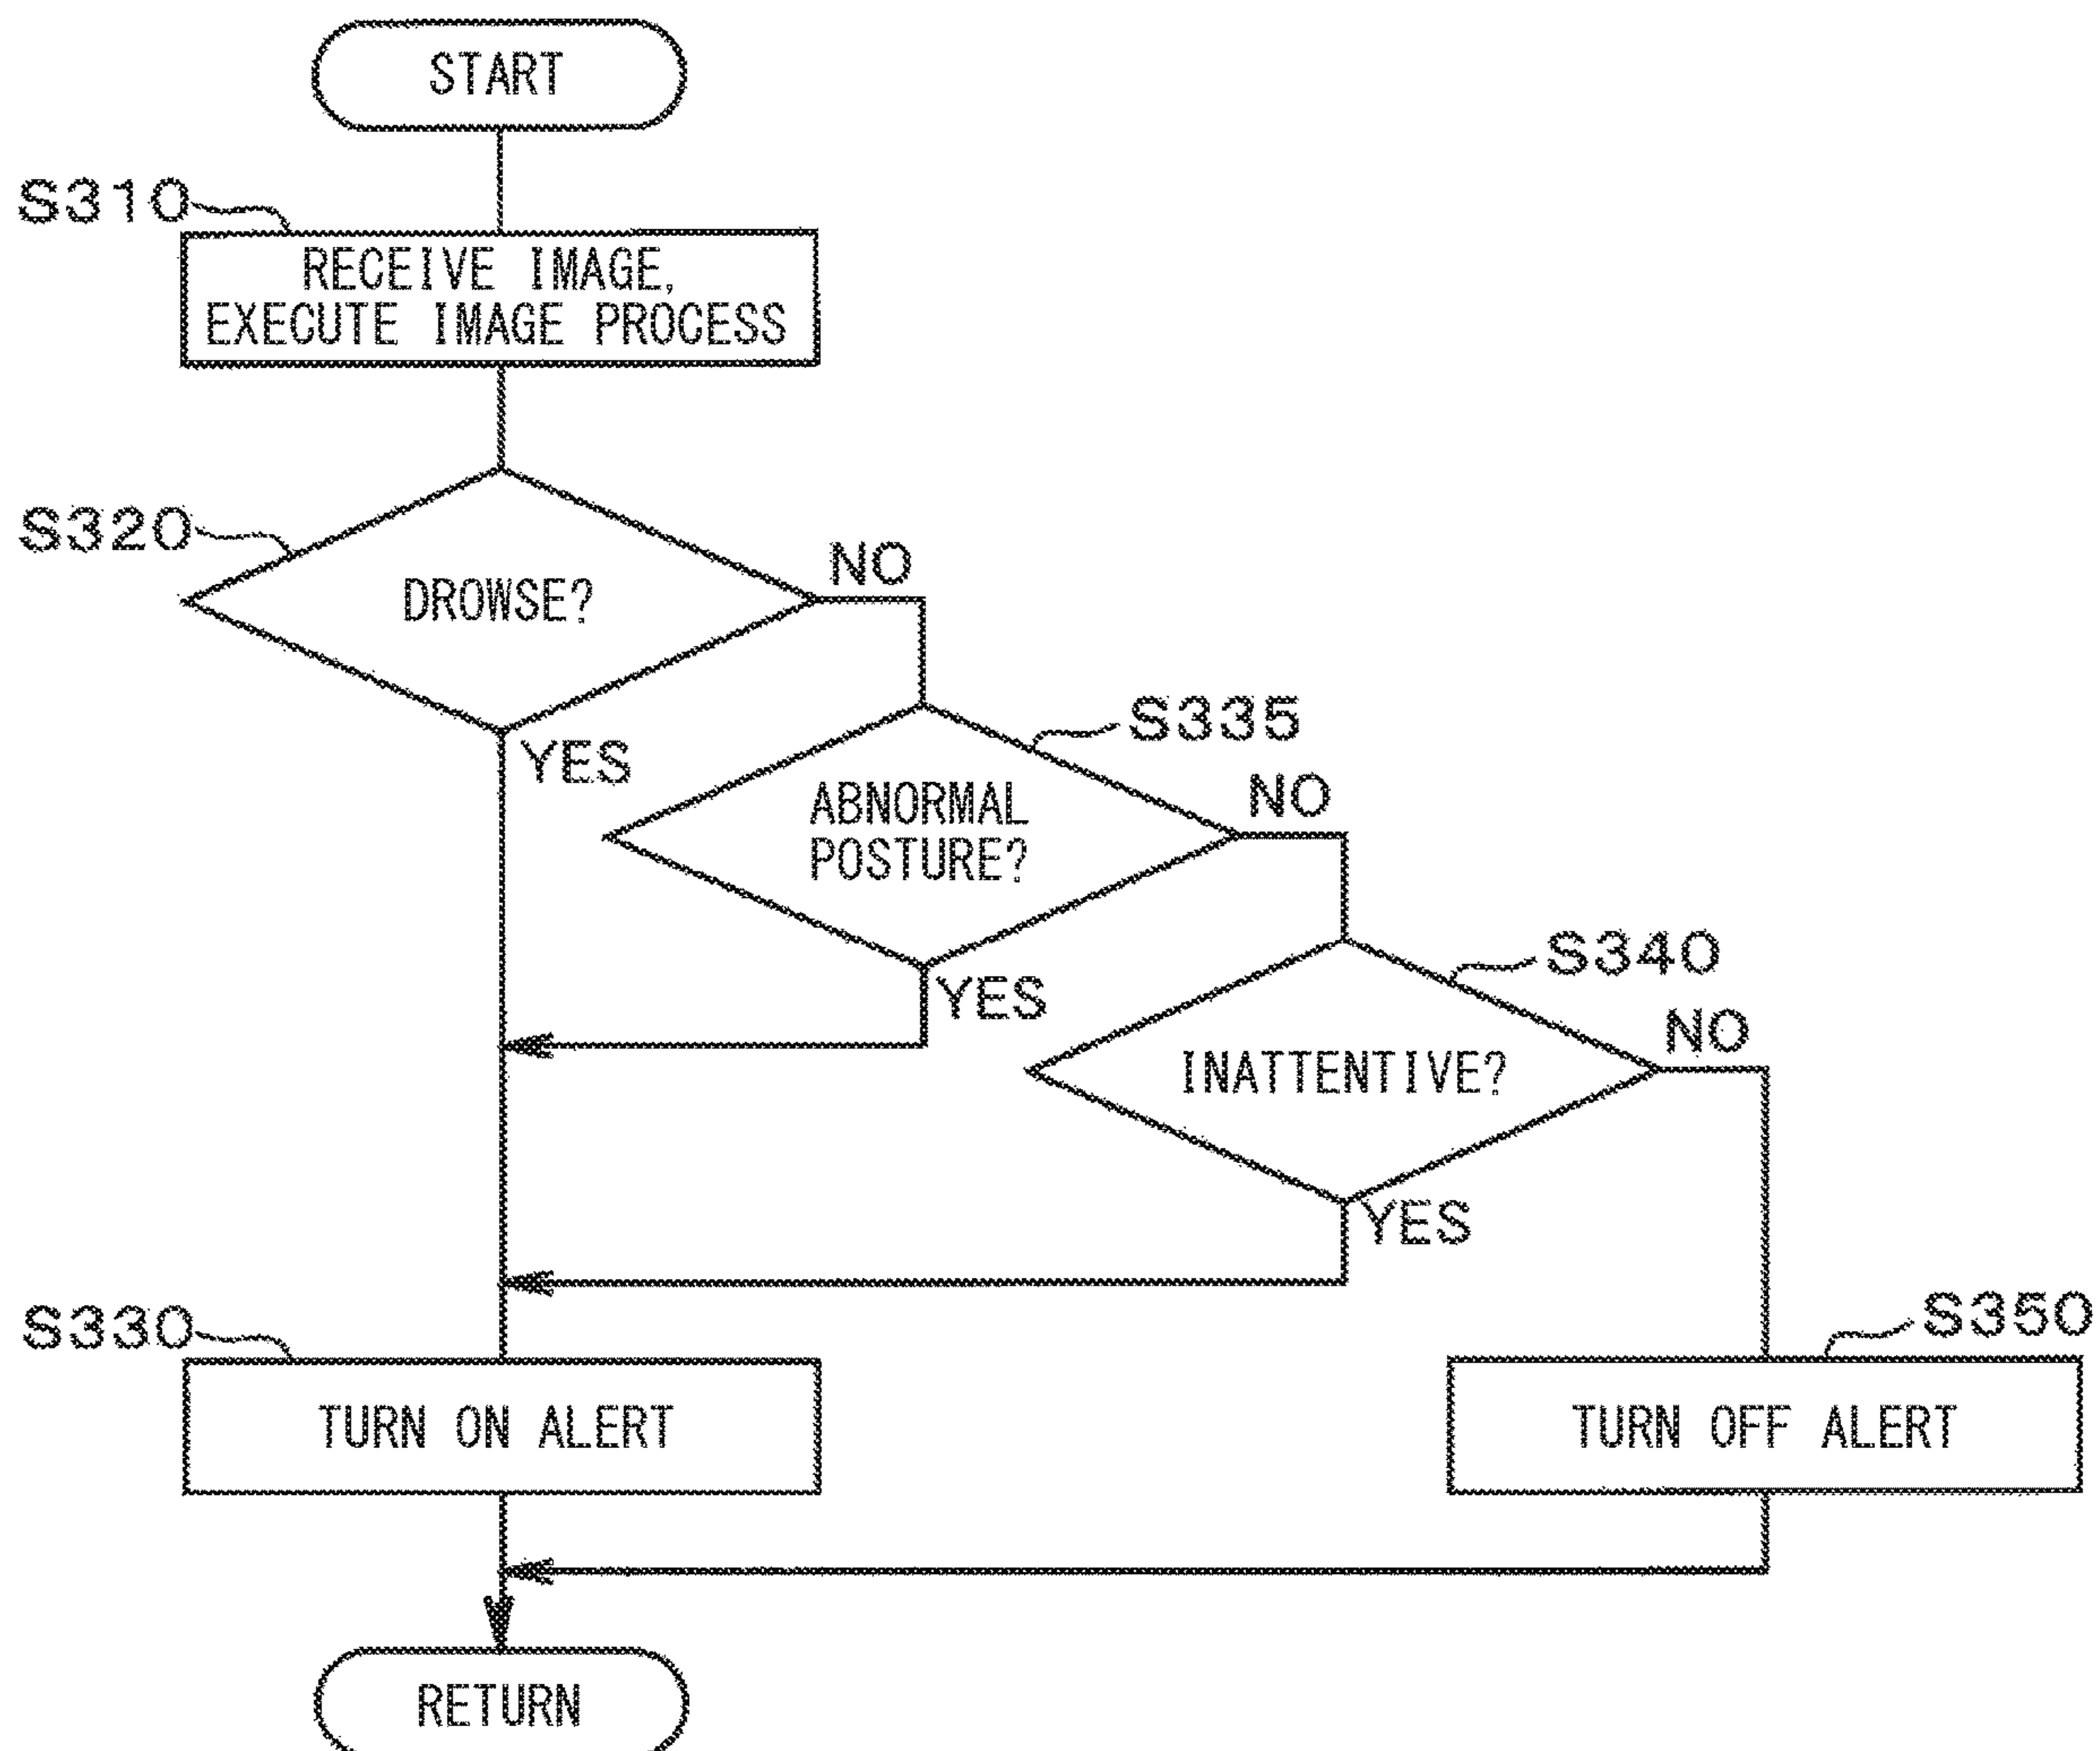 START
S310
RECEIVE IMAGE,
EXECUTE IMAGE PROCESS
S320
DROWSE?
NO
YES
S335
ABNORMAL
POSTURE?
NO
YES
S340
INATTENTIVE?
NO
YES
S330
TURN ON ALERT
S350
TURN OFF ALERT
RETURN